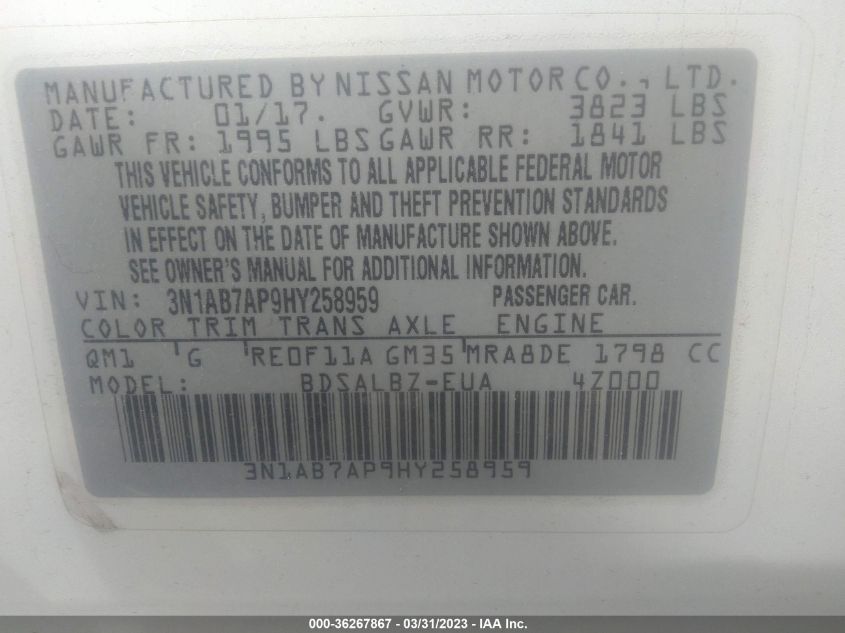 MANUFACTURED BY NISSAN MOTOR CO., LTD.
DATE: 01/17. GVWR: 3823 LBS
GAWR FR: 1995 LBS GAWR RR: 1841 LBS
THIS VEHICLE CONFORMS TO ALL APPLICABLE FEDERAL MOTOR
VEHICLE SAFETY, BUMPER AND THEFT PREVENTION STANDARDS
IN EFFECT ON THE DATE OF MANUFACTURE SHOWN ABOVE.
SEE OWNER'S MANUAL FOR ADDITIONAL INFORMATION.
VIN: 3N1AB7AP9HY258959 PASSENGER CAR.
COLOR TRIM TRANS AXLE ENGINE
QM1 G RE0F11A GM35 MRA8DE 1798 CC
MODEL: BDSALBZ-EUA 4Z000
3N1AB7AP9HY258959
000-36267867 - 03/31/2023 - IAA Inc.